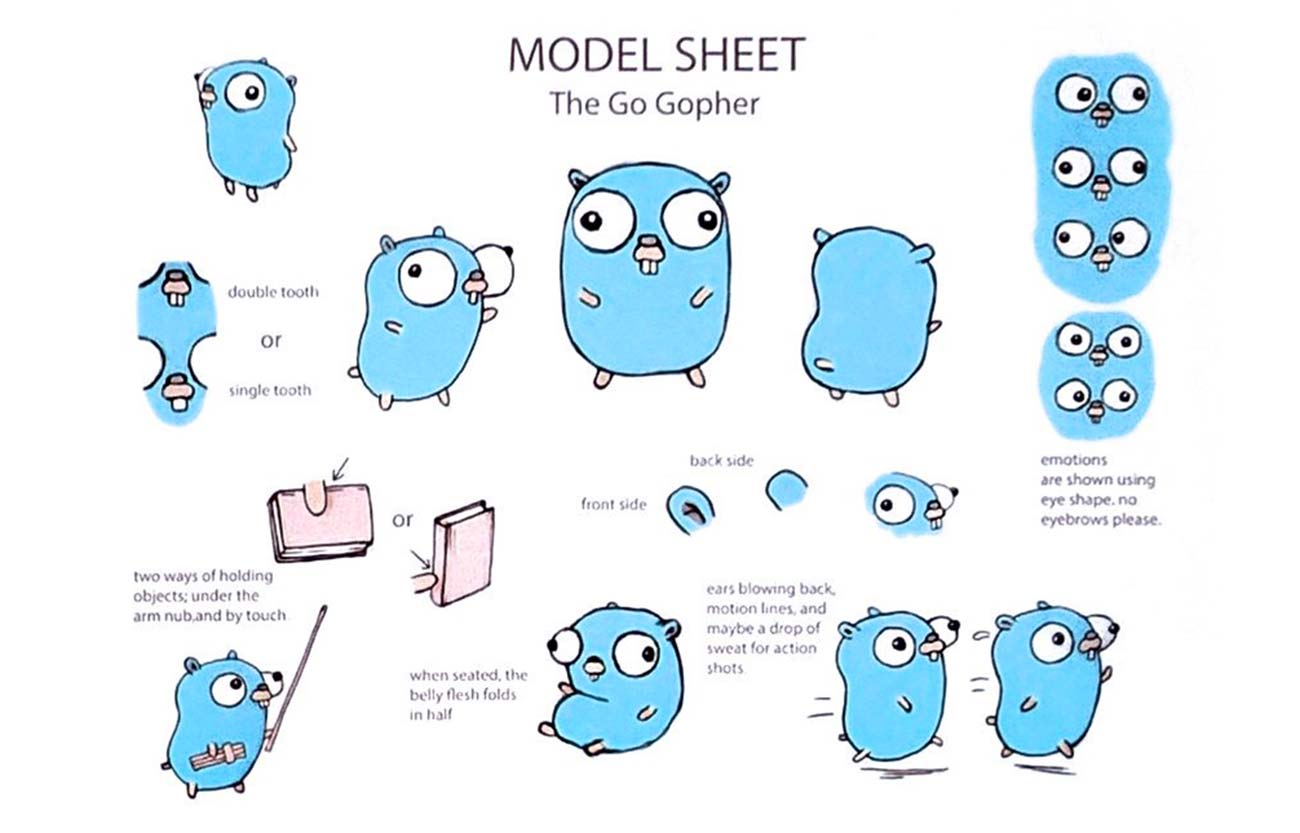 MODEL SHEET
The Go Gopher
double tooth
or
single tooth
back side
front side
emotions
are shown using
eye shape. no
eyebrows please.
or
two ways of holding
objects; under the
arm nub,and by touch.
when seated, the
belly flesh folds
in half
ears blowing back,
motion lines, and
maybe a drop of
sweat for action
shots.